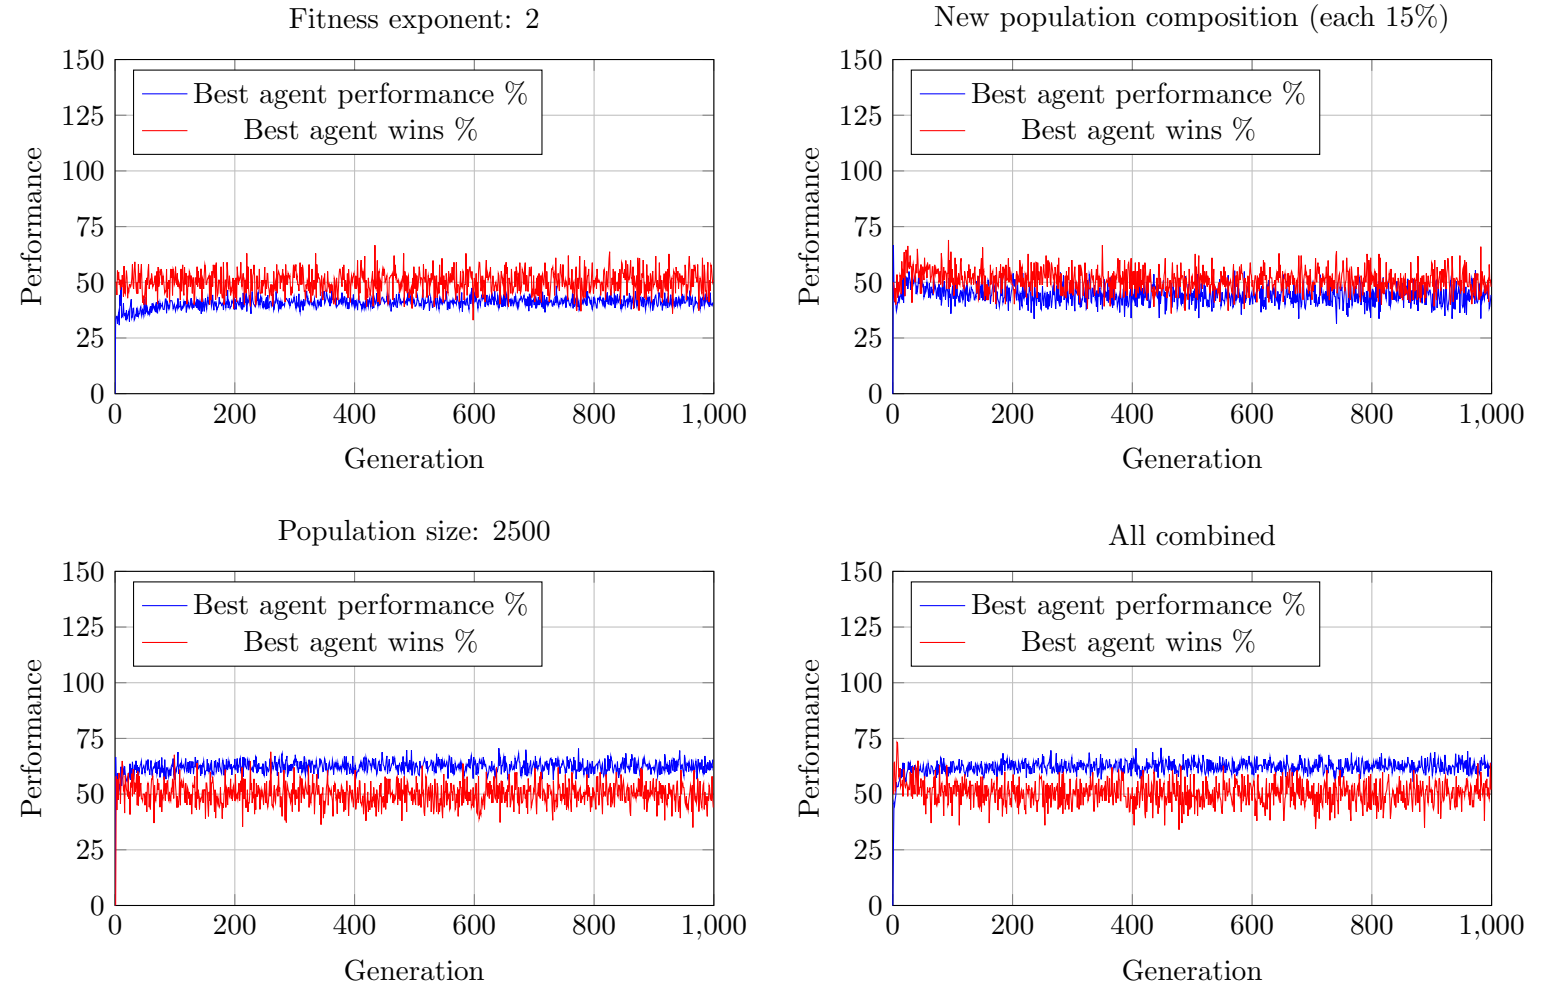 Fitness exponent: 2
150
125
100
75
50
25
0
Performance
Best agent performance %
Best agent wins %
0 200 400 600 800 1,000
Generation
New population composition (each 15%)
150
125
100
75
50
25
0
Performance
Best agent performance %
Best agent wins %
0 200 400 600 800 1,000
Generation
Population size: 2500
150
125
100
75
50
25
0
Performance
Best agent performance %
Best agent wins %
0 200 400 600 800 1,000
Generation
All combined
150
125
100
75
50
25
0
Performance
Best agent performance %
Best agent wins %
0 200 400 600 800 1,000
Generation